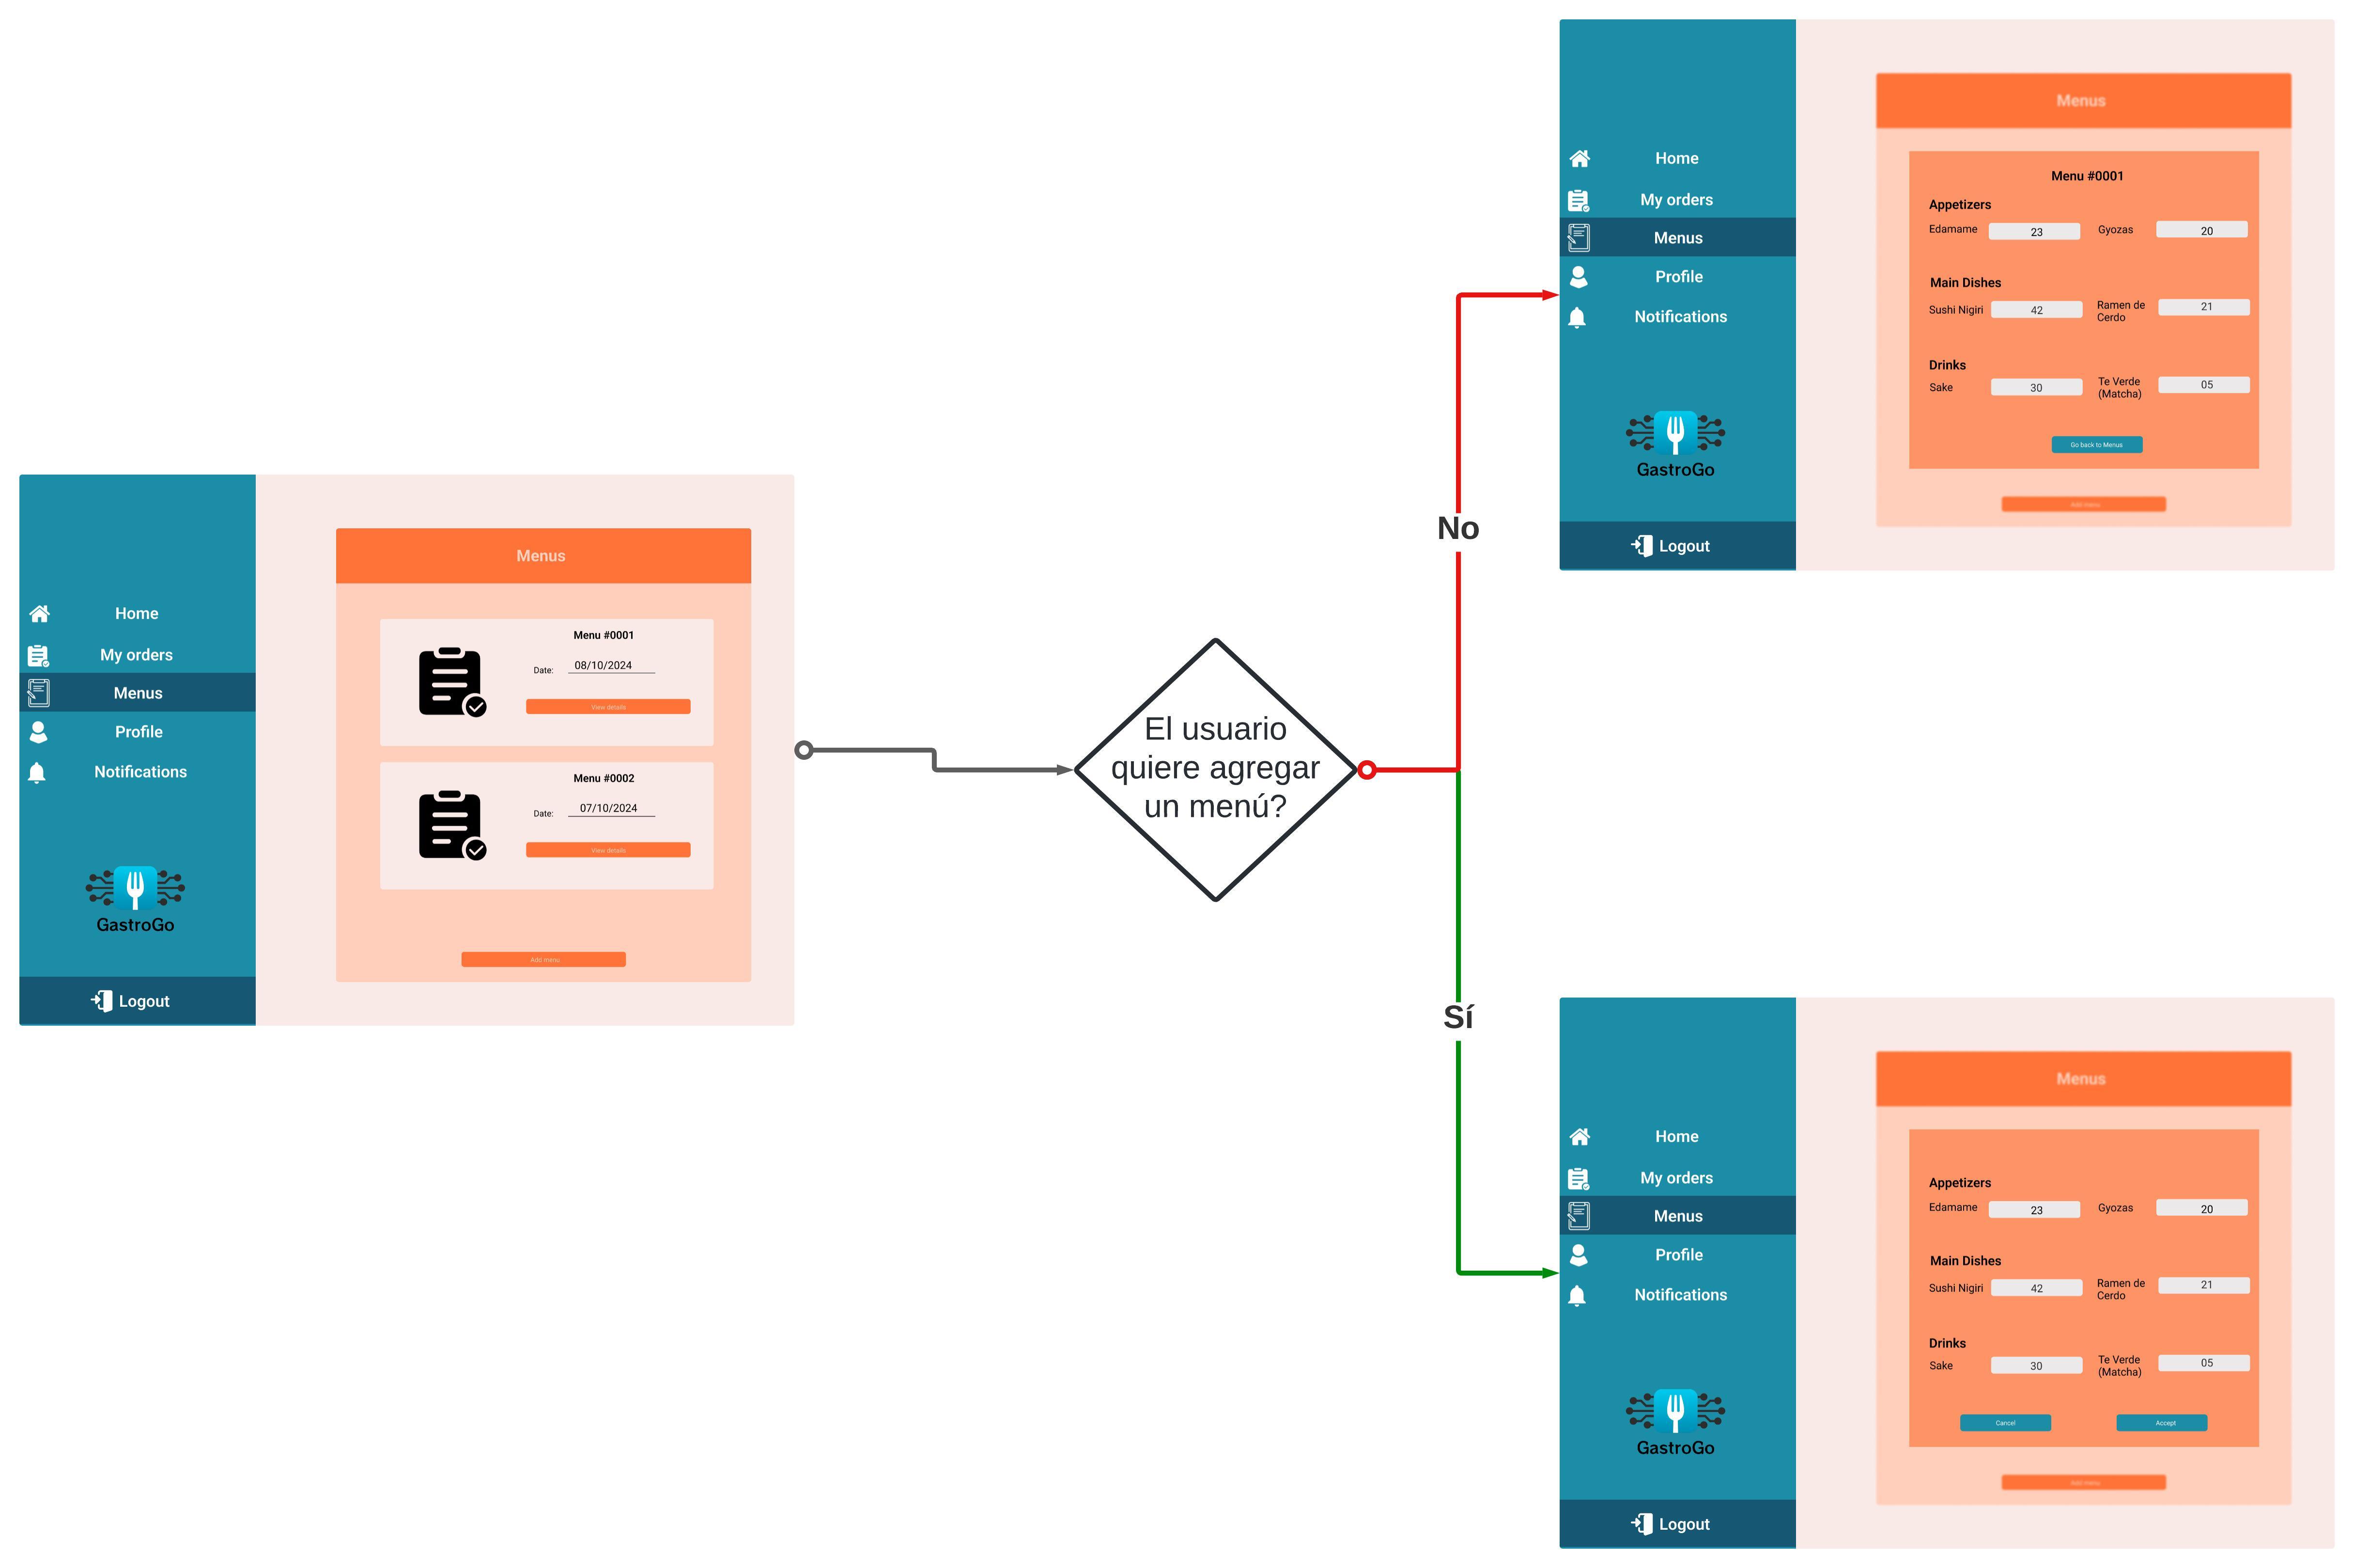 Home
My orders
Menus
Profile
Notifications
GastroGo
Logout
Menus
Menu #0001
Date: 08/10/2024
View details
Menu #0002
Date: 07/10/2024
View details
Add menu
El usuario
quiere agregar
un menú?
No
Sí
Home
My orders
Menus
Profile
Notifications
GastroGo
Logout
Menus
Menu #0001
Appetizers
Edamame 23 Gyozas 20
Main Dishes
Sushi Nigiri 42 Ramen de
Cerdo 21
Drinks
Sake 30 Te Verde
(Matcha) 05
Go back to Menus
Add menu
Home
My orders
Menus
Profile
Notifications
GastroGo
Logout
Menus
Appetizers
Edamame 23 Gyozas 20
Main Dishes
Sushi Nigiri 42 Ramen de
Cerdo 21
Drinks
Sake 30 Te Verde
(Matcha) 05
Cancel Accept
Add menu